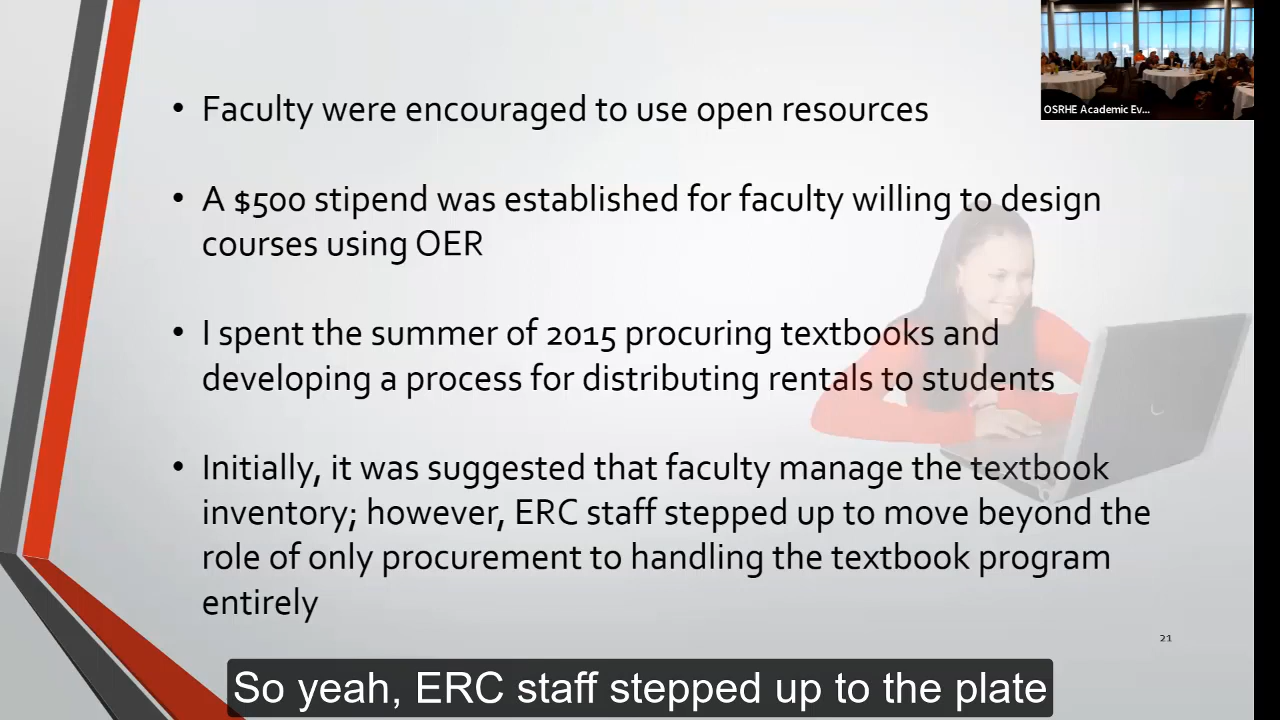 • Faculty were encouraged to use open resources
OSRHE Academic Ev...
• A $500 stipend was established for faculty willing to design
courses using OER
• I spent the summer of 2015 procuring textbooks and
developing a process for distributing rentals to students
• Initially, it was suggested that faculty manage the textbook
inventory; however, ERC staff stepped up to move beyond the
role of only procurement to handling the textbook program
entirely
21
So yeah, ERC staff stepped up to the plate